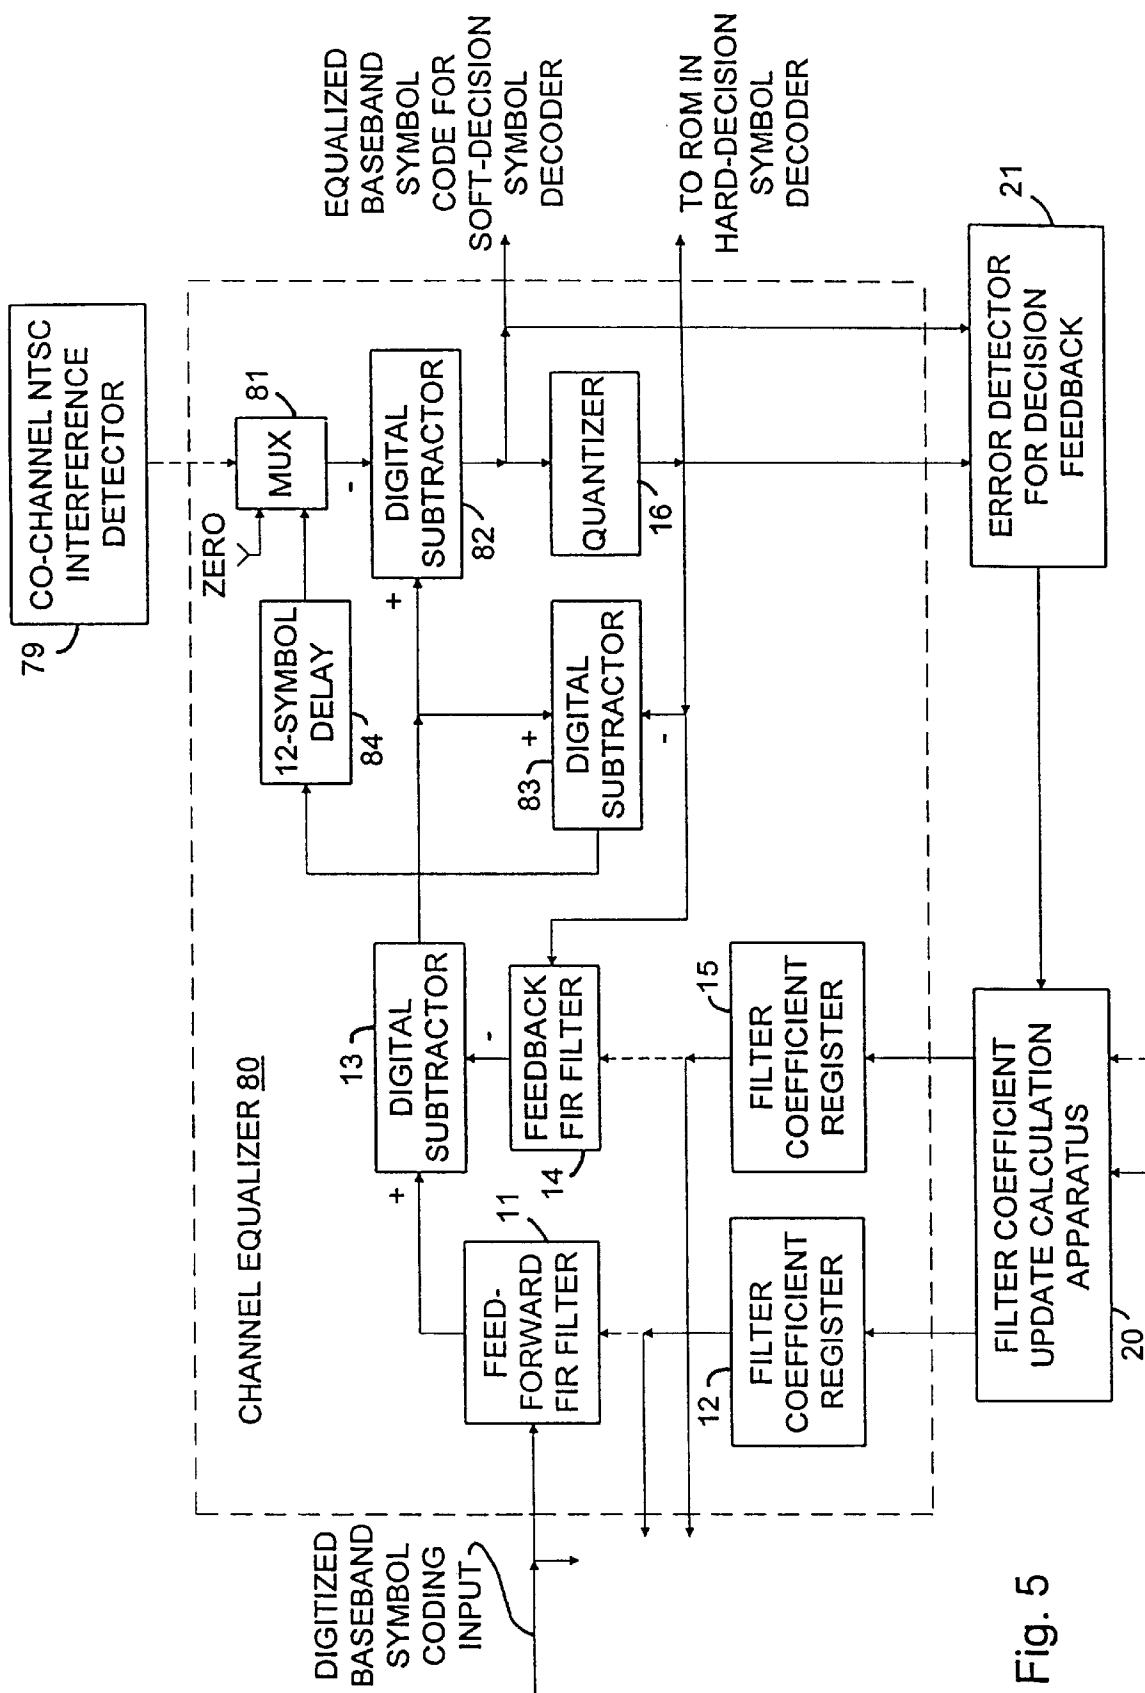 79
CO-CHANNEL NTSC
INTERFERENCE
DETECTOR
CHANNEL EQUALIZER 80
ZERO
81
MUX
12-SYMBOL
DELAY
84
-
13
DIGITAL
SUBTRACTOR
+
-
DIGITAL
SUBTRACTOR
82
+
EQUALIZED
BASEBAND
SYMBOL
CODE FOR
SOFT-DECISION
SYMBOL
DECODER
DIGITIZED
BASEBAND
SYMBOL
CODING
INPUT
11
FEED-
FORWARD
FIR FILTER
FEEDBACK
FIR FILTER
14
83
+
DIGITAL
SUBTRACTOR
-
QUANTIZER
16
TO ROM IN
HARD-DECISION
SYMBOL
DECODER
12
FILTER
COEFFICIENT
REGISTER
15
FILTER
COEFFICIENT
REGISTER
FILTER COEFFICIENT
UPDATE CALCULATION
APPARATUS
20
21
ERROR DETECTOR
FOR DECISION
FEEDBACK
Fig. 5